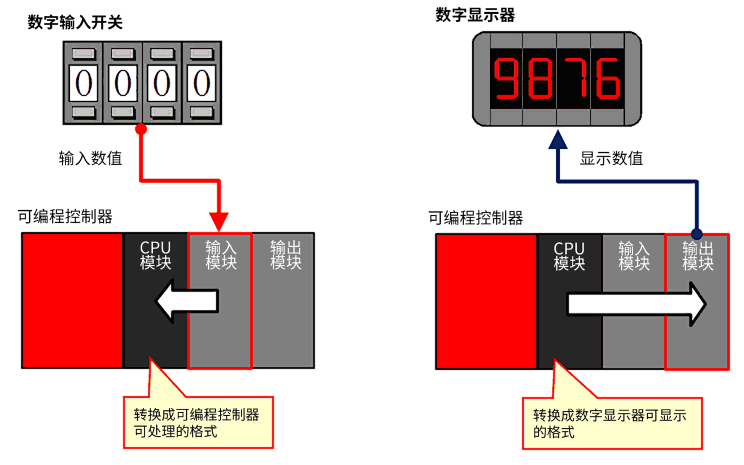 数字输入开关
0 0 0 0
输入数值
可编程控制器
CPU
模块
输入
模块
输出
模块
转换成可编程控制器
可处理的格式
数字显示器
9876
显示数值
可编程控制器
CPU
模块
输入
模块
输出
模块
转换成数字显示器可显示
的格式